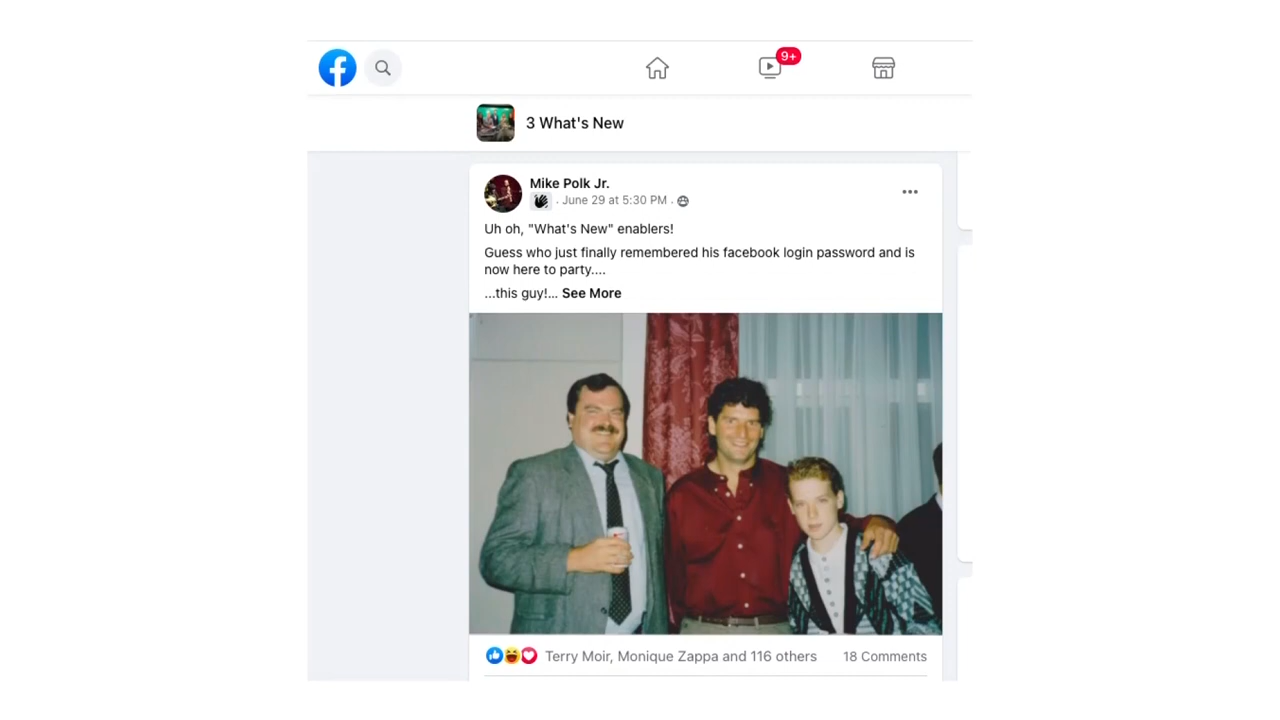 9+
3 What's New
Mike Polk Jr.
· June 29 at 5:30 PM ·
Uh oh, "What's New" enablers!
Guess who just finally remembered his facebook login password and is
now here to party....
...this guy!... See More
Terry Moir, Monique Zappa and 116 others 18 Comments